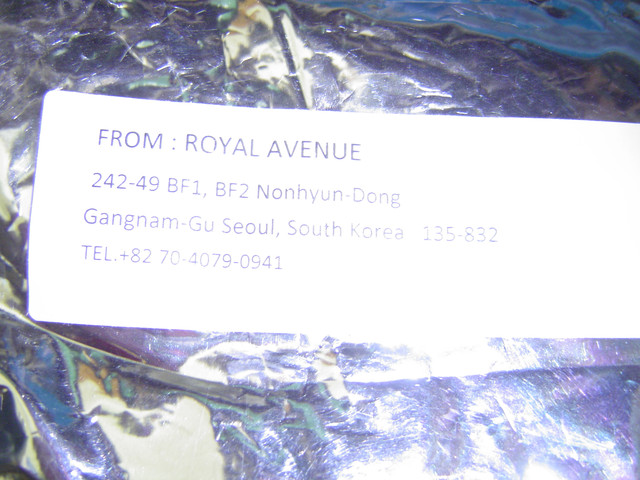 FROM : ROYAL AVENUE
242-49 BF1, BF2 Nonhyun-Dong
Gangnam-Gu Seoul, South Korea 135-832
TEL.+82 70-4079-0941